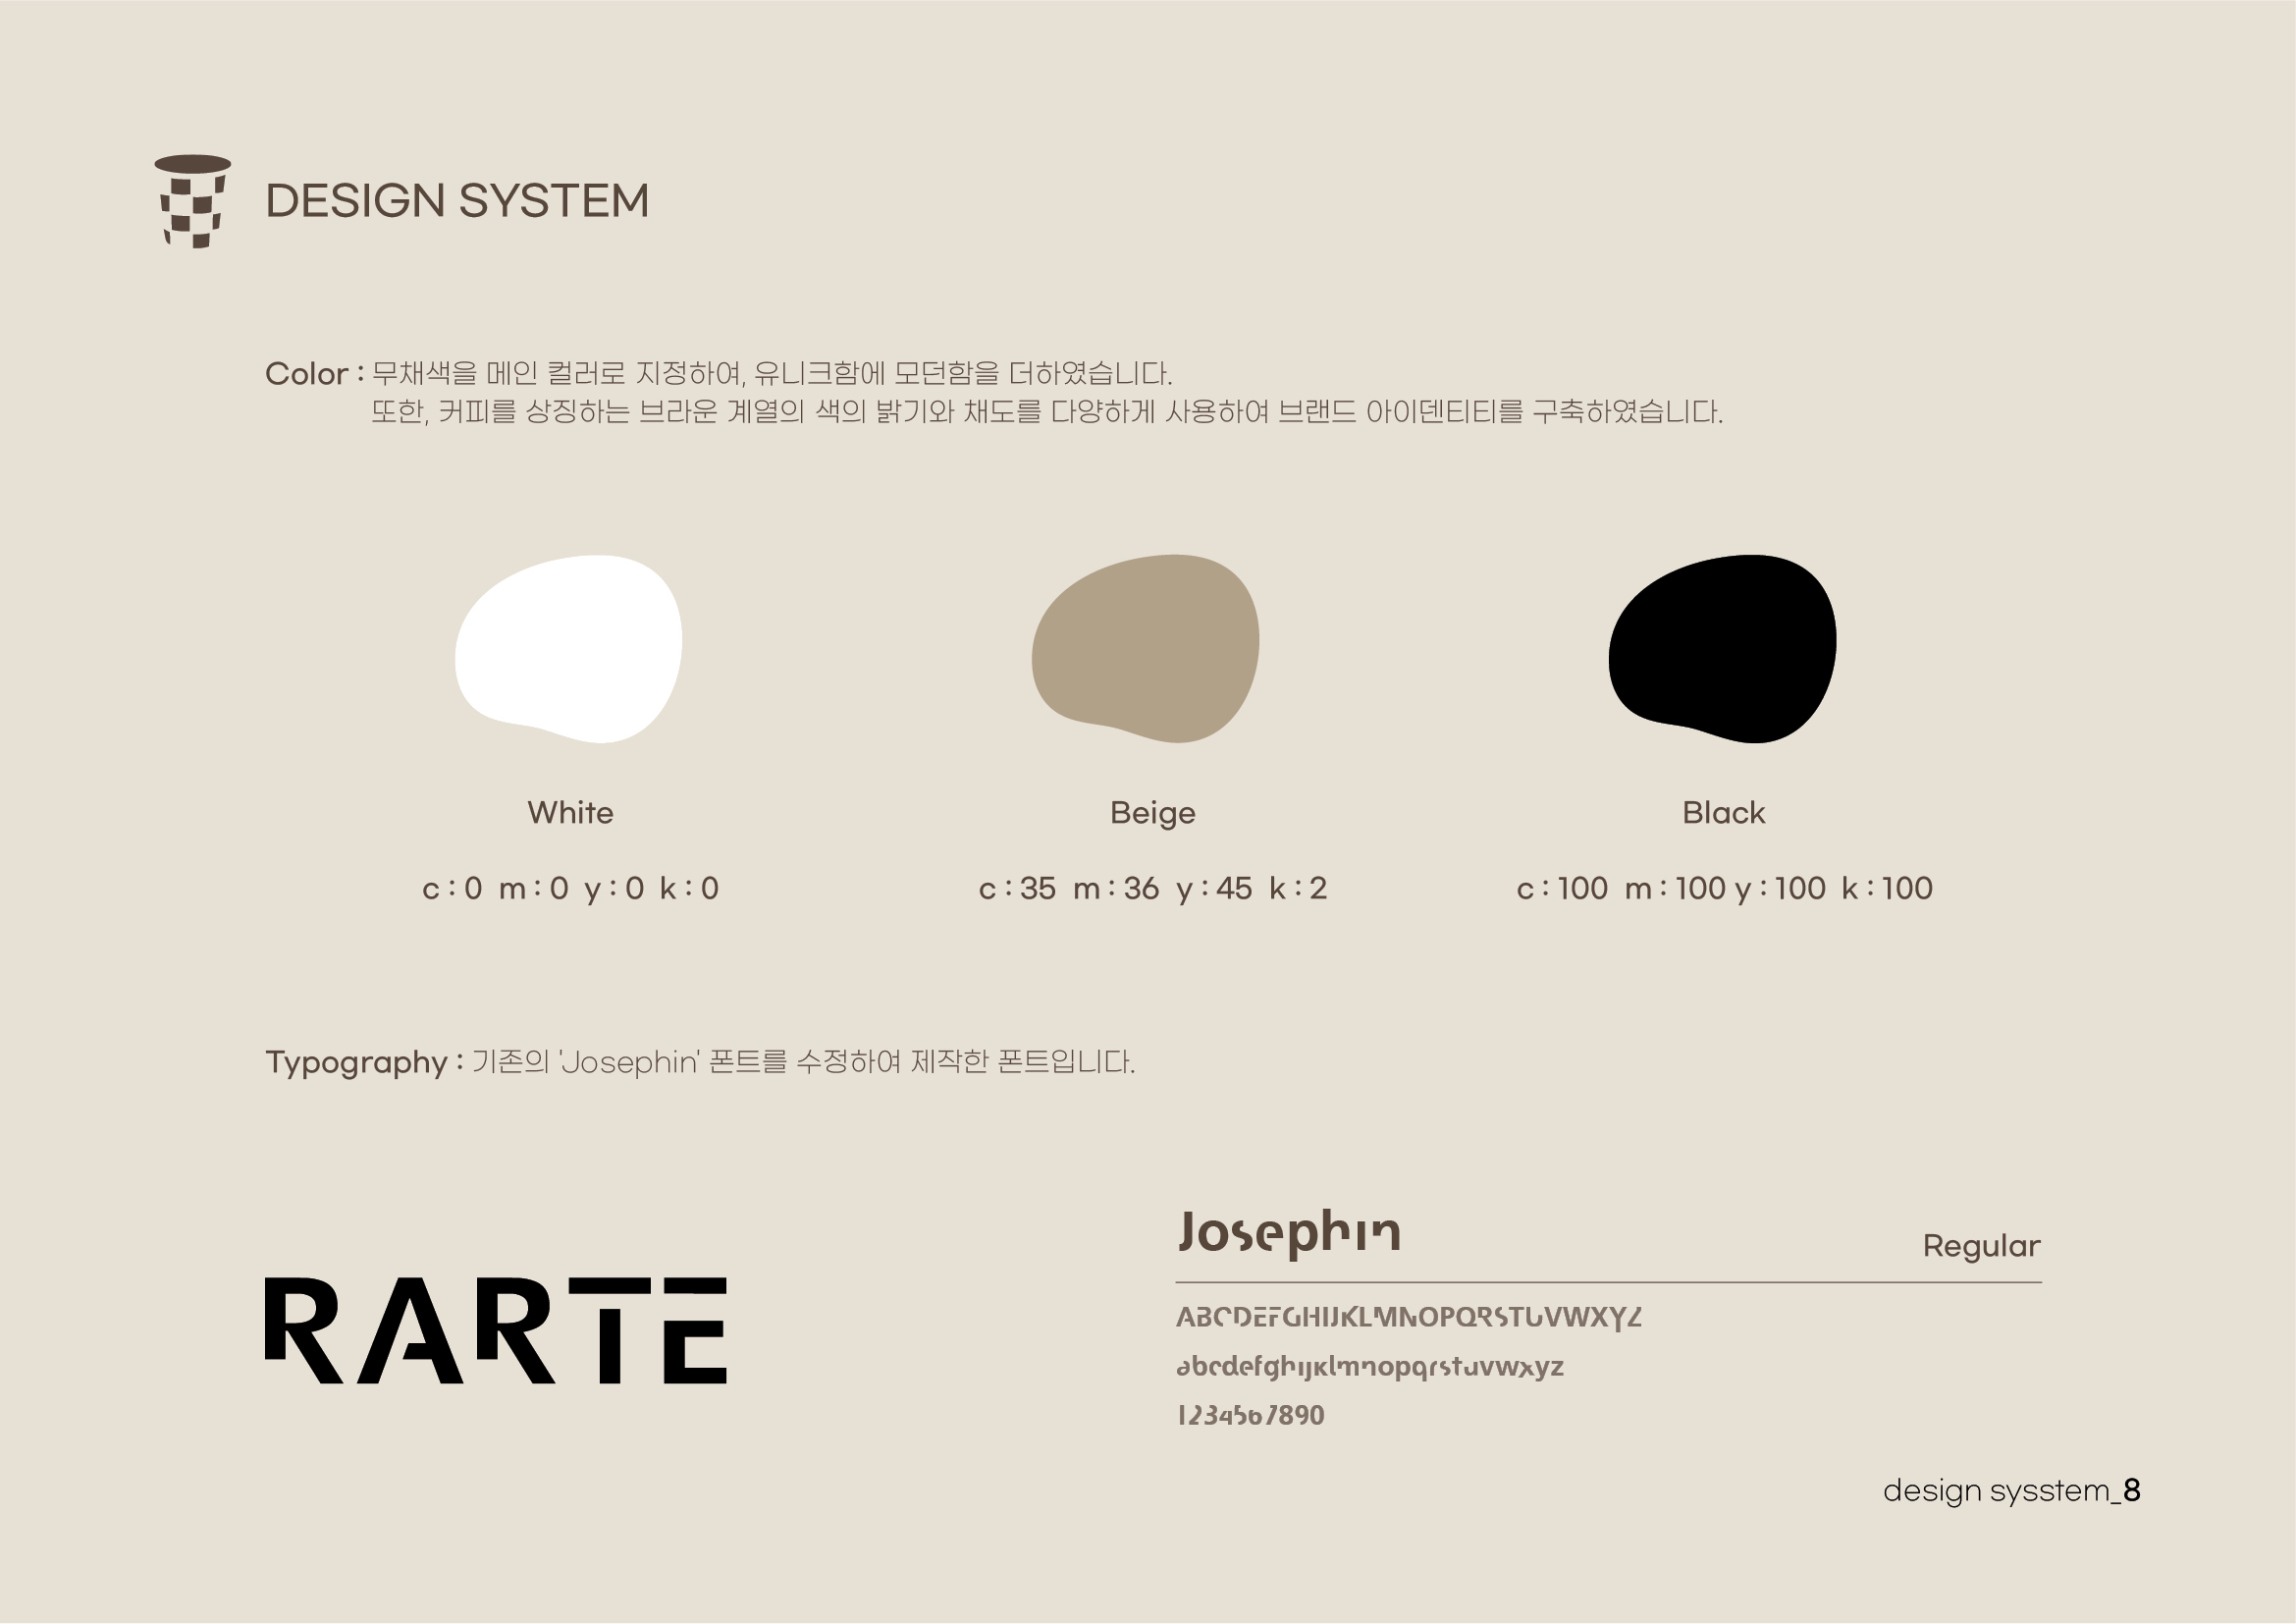 DESIGN SYSTEM
Color : 무채색을 메인 컬러로 지정하여, 유니크함에 모던함을 더하였습니다.
또한, 커피를 상징하는 브라운 계열의 색의 밝기와 채도를 다양하게 사용하여 브랜드 아이덴티티를 구축하였습니다.
White
Beige
Black
c : 0 m : 0 y : 0 k : 0
c : 35 m : 36 y : 45 k : 2
c : 100 m : 100 y : 100 k : 100
Typography : 기존의 'Josephin' 폰트를 수정하여 제작한 폰트입니다.
RARTE
Josephin
Regular
ABCDEFGHIJKLMNOPQRSTUVWXYZ
abcdefghijklmnopqrstuvwxyz
1234567890
design sysstem_8